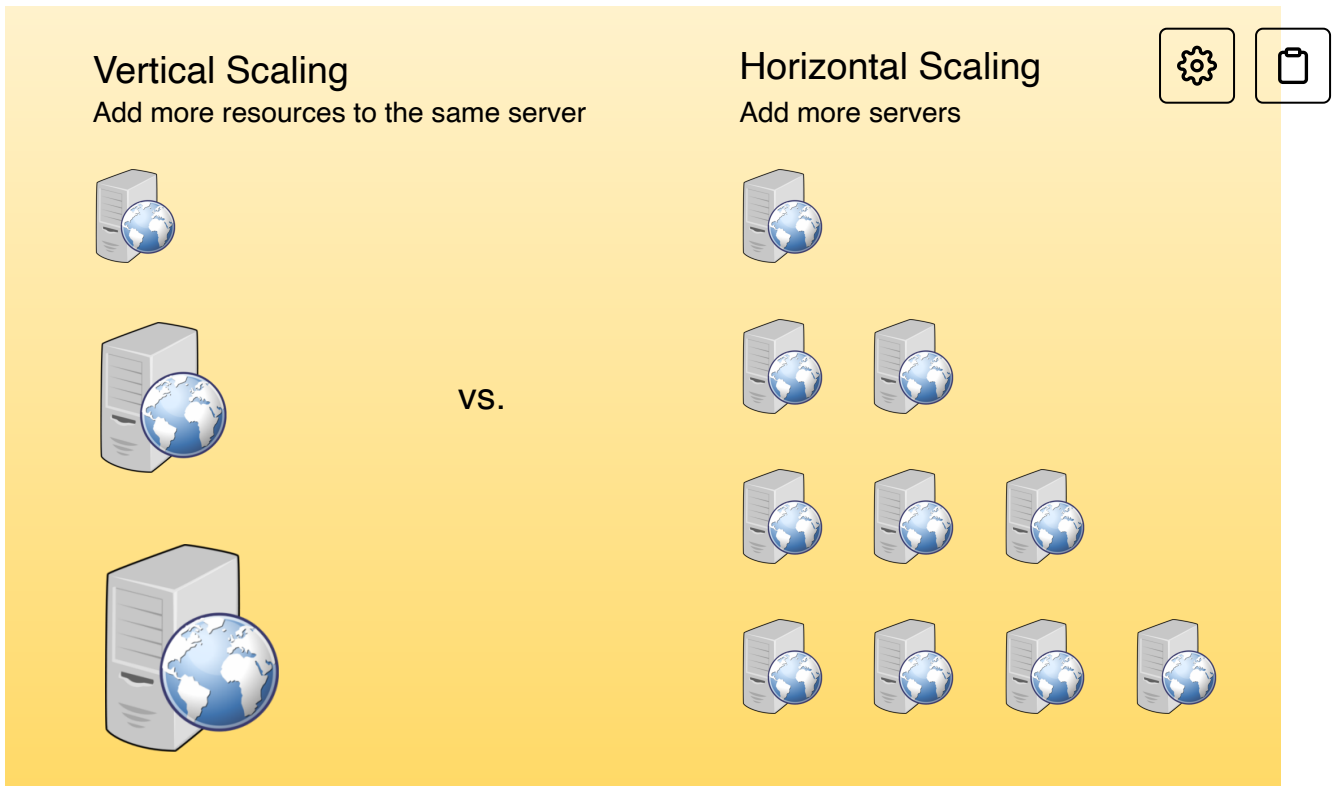 Vertical Scaling
Add more resources to the same server
vs.
Horizontal Scaling
Add more servers